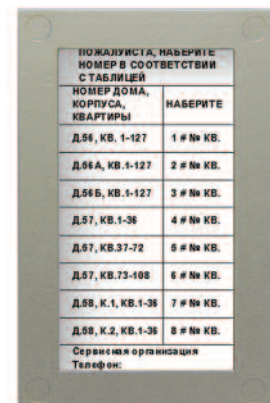 ПОЖАЛУЙСТА, НАБЕРИТЕ
НОМЕР В СООТВЕТСТВИИ
С ТАБЛИЦЕЙ
НОМЕР ДОМА,
КОРПУСА,
КВАРТИРЫ
НАБЕРИТЕ
Д.56, КВ. 1-127 1 # № КВ.
Д.56А, КВ.1-127 2 # № КВ.
Д.56Б, КВ.1-127 3 # № КВ.
Д.57, КВ.1-36 4 # № КВ.
Д.57, КВ.37-72 5 # № КВ.
Д.57, КВ.73-108 6 # № КВ.
Д.58, К.1, КВ.1-36 7 # № КВ.
Д.58, К.2, КВ.1-36 8 # № КВ.
Сервисная организация
Телефон: